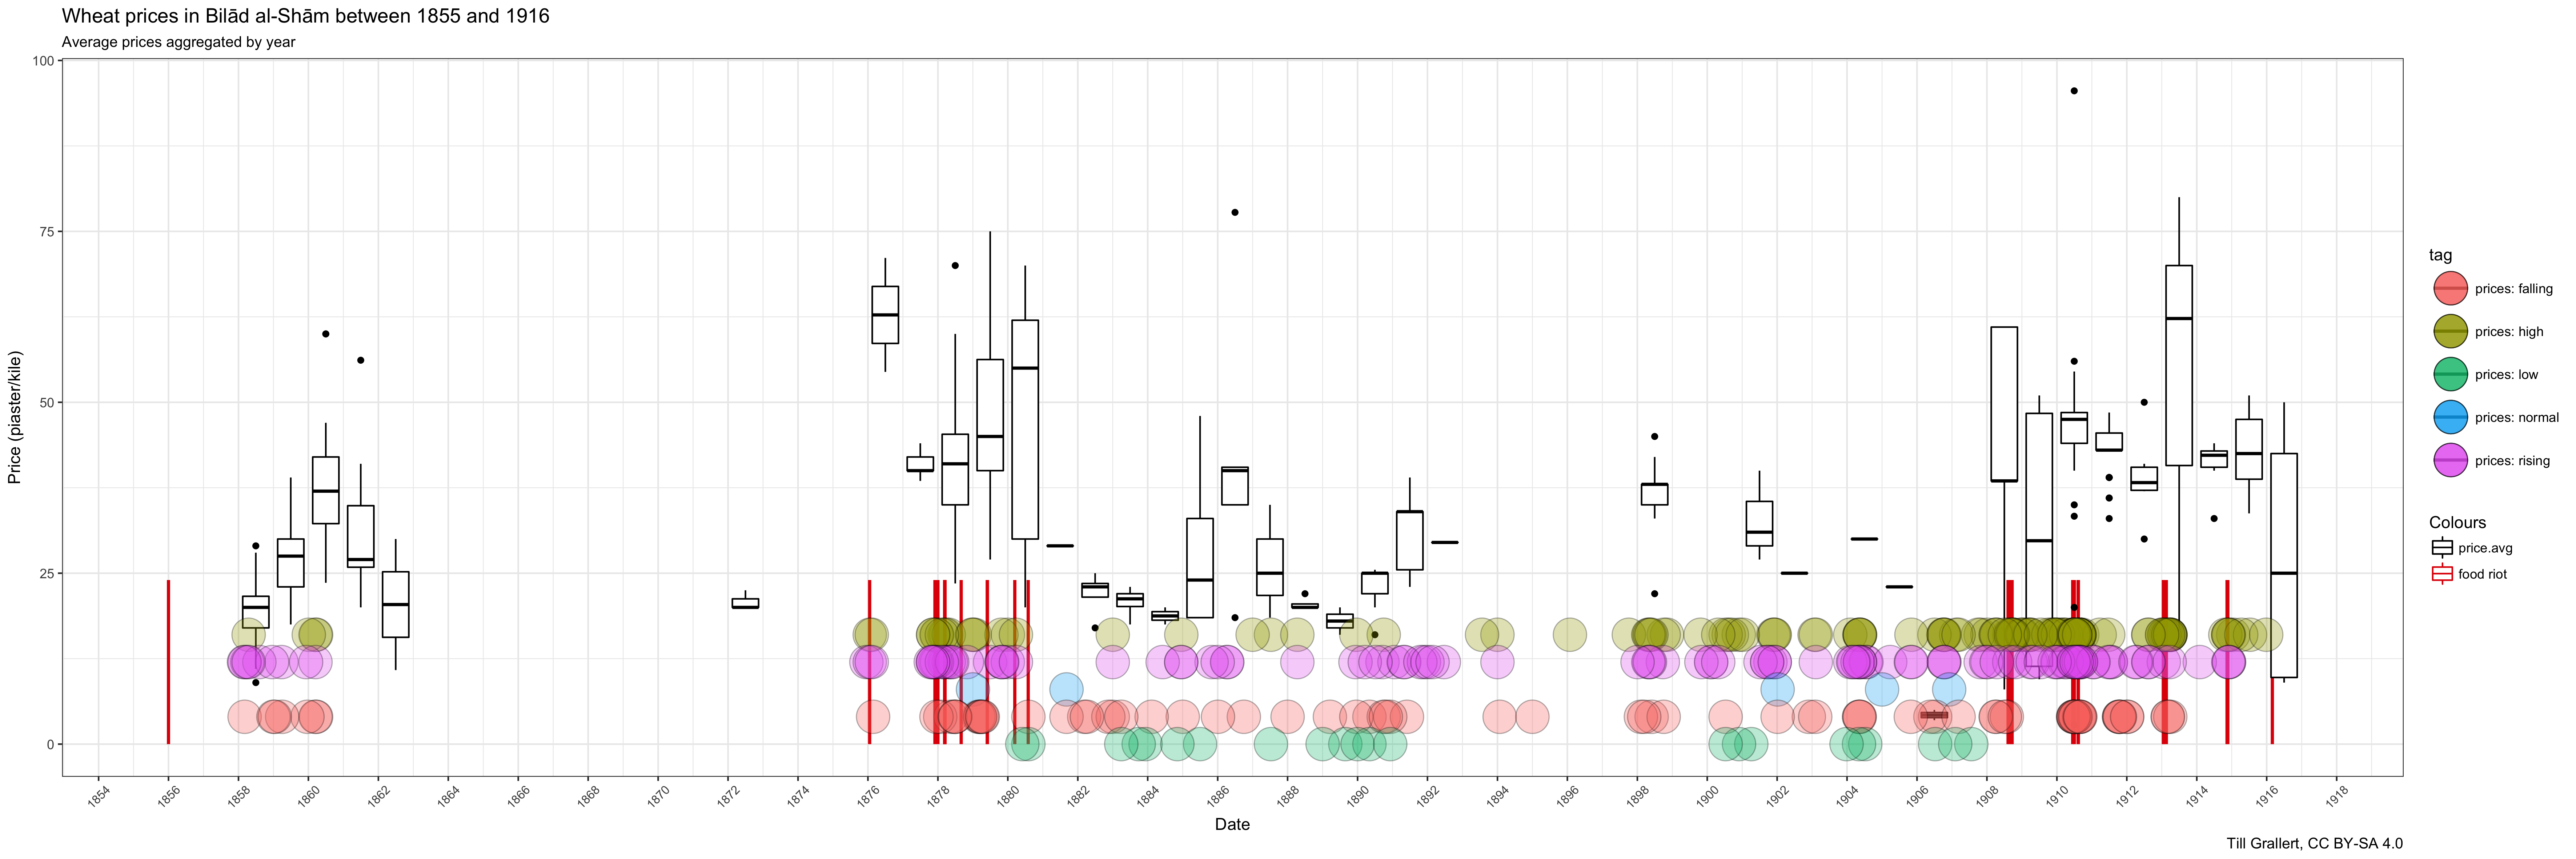 Wheat prices in Bilād al-Shām between 1855 and 1916
Average prices aggregated by year
Price (piaster/kile)
100
75
50
25
0
1854 1856 1858 1860 1862 1864 1866 1868 1870 1872 1874 1876 1878 1880 1882 1884 1886 1888 1890 1892 1894 1896 1898 1900 1902 1904 1906 1908 1910 1912 1914 1916 1918
Date
tag
prices: falling
prices: high
prices: low
prices: normal
prices: rising
Colours
price.avg
food riot
Till Grallert, CC BY-SA 4.0